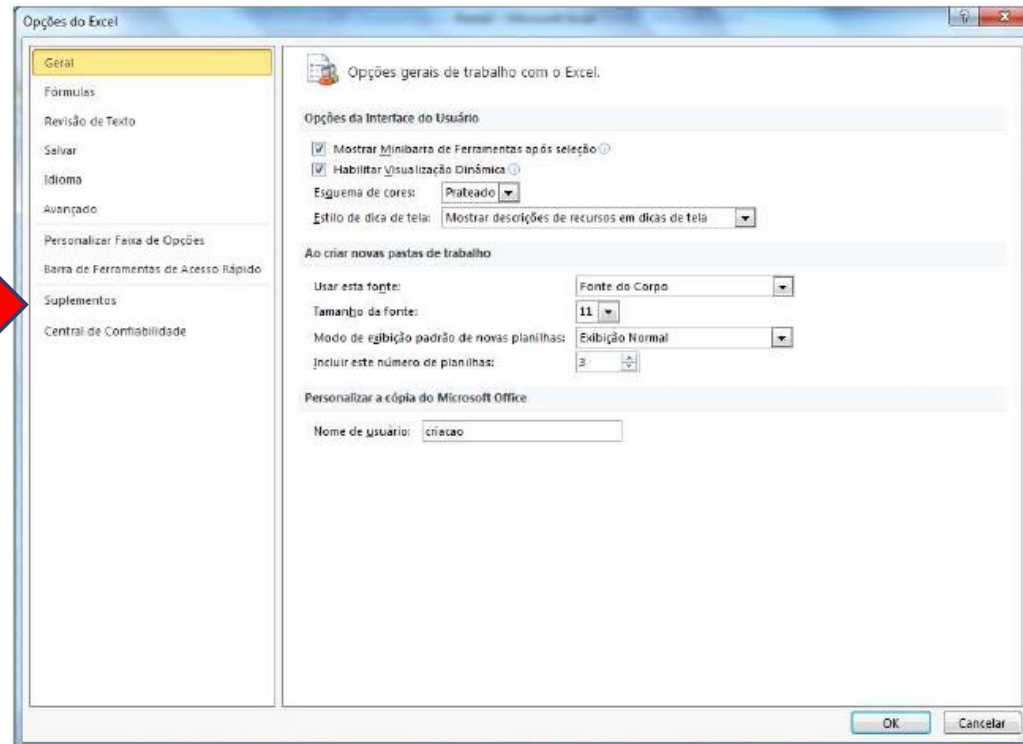 Opções do Excel
Geral
Fórmulas
Revisão de Texto
Salvar
Idioma
Avançado
Personalizar Faixa de Opções
Barra de Ferramentas de Acesso Rápido
Suplementos
Central de Confiabilidade
Opções gerais de trabalho com o Excel.
Opções da Interface do Usuário
Mostrar Minibarra de Ferramentas após seleção
Habilitar Visualização Dinâmica
Esquema de cores: Prateado
Estilo de dica de tela: Mostrar descrições de recursos em dicas de tela
Ao criar novas pastas de trabalho
Usar esta fonte: Fonte do Corpo
Tamanho da fonte: 11
Modo de exibição padrão de novas planilhas: Exibição Normal
Incluir este número de planilhas: 3
Personalizar a cópia do Microsoft Office
Nome de usuário: criacao
OK Cancelar